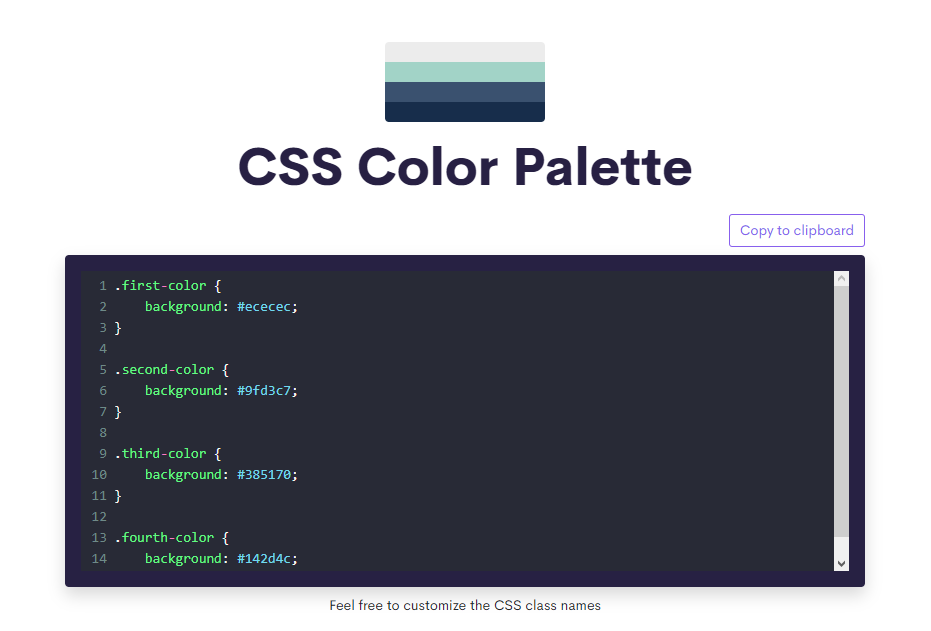 CSS Color Palette
Copy to clipboard
1 .first-color {
2     background: #ececec;
3 }
4
5 .second-color {
6     background: #9fd3c7;
7 }
8
9 .third-color {
10     background: #385170;
11 }
12
13 .fourth-color {
14     background: #142d4c;
Feel free to customize the CSS class names